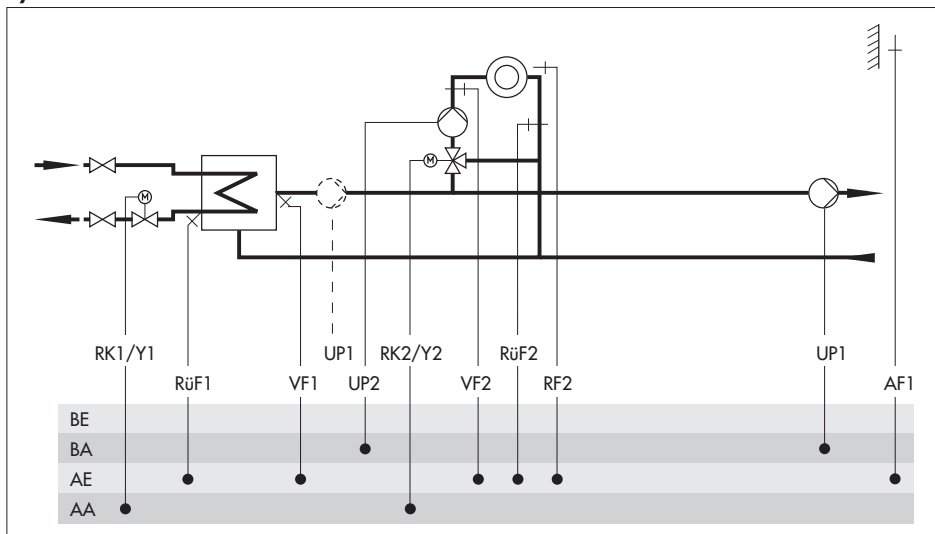 M
M
RK1/Y1
UP1
RK2/Y2
RüF2
UP1
RüF1
VF1
UP2
VF2
RF2
AF1
BE
BA
AE
AA